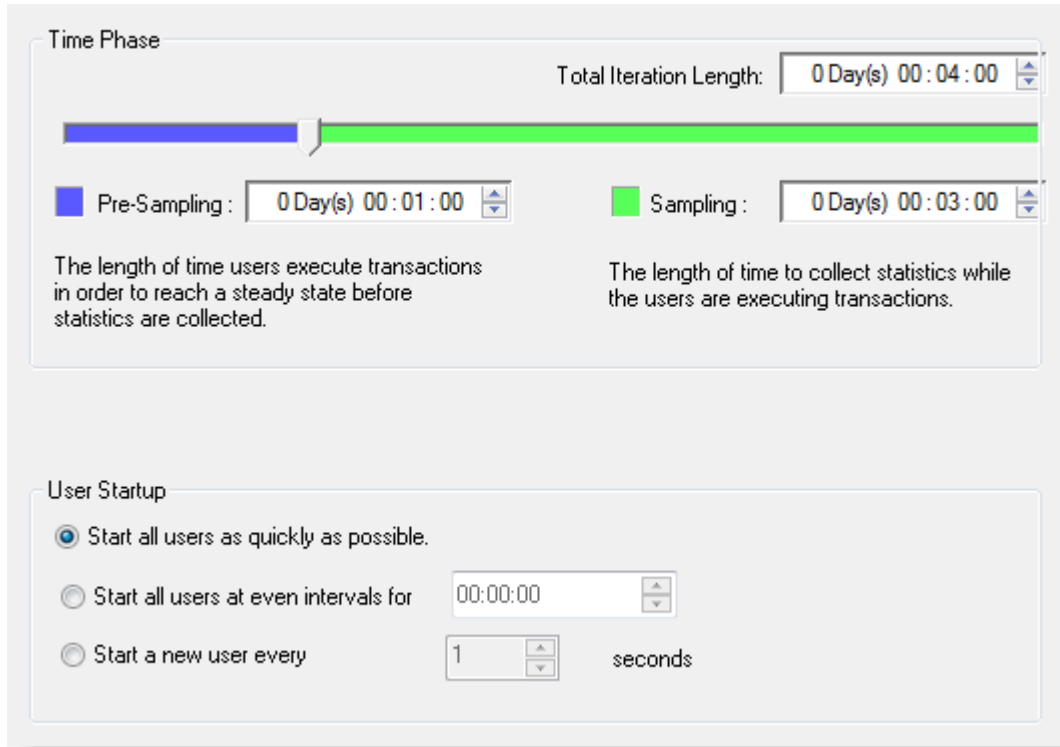 Time Phase
Total Iteration Length: 0 Day(s) 00 : 04 : 00
Pre-Sampling : 0 Day(s) 00 : 01 : 00 Sampling : 0 Day(s) 00 : 03 : 00
The length of time users execute transactions
in order to reach a steady state before
statistics are collected.
The length of time to collect statistics while
the users are executing transactions.
User Startup
Start all users as quickly as possible.
Start all users at even intervals for 00:00:00
Start a new user every 1 seconds